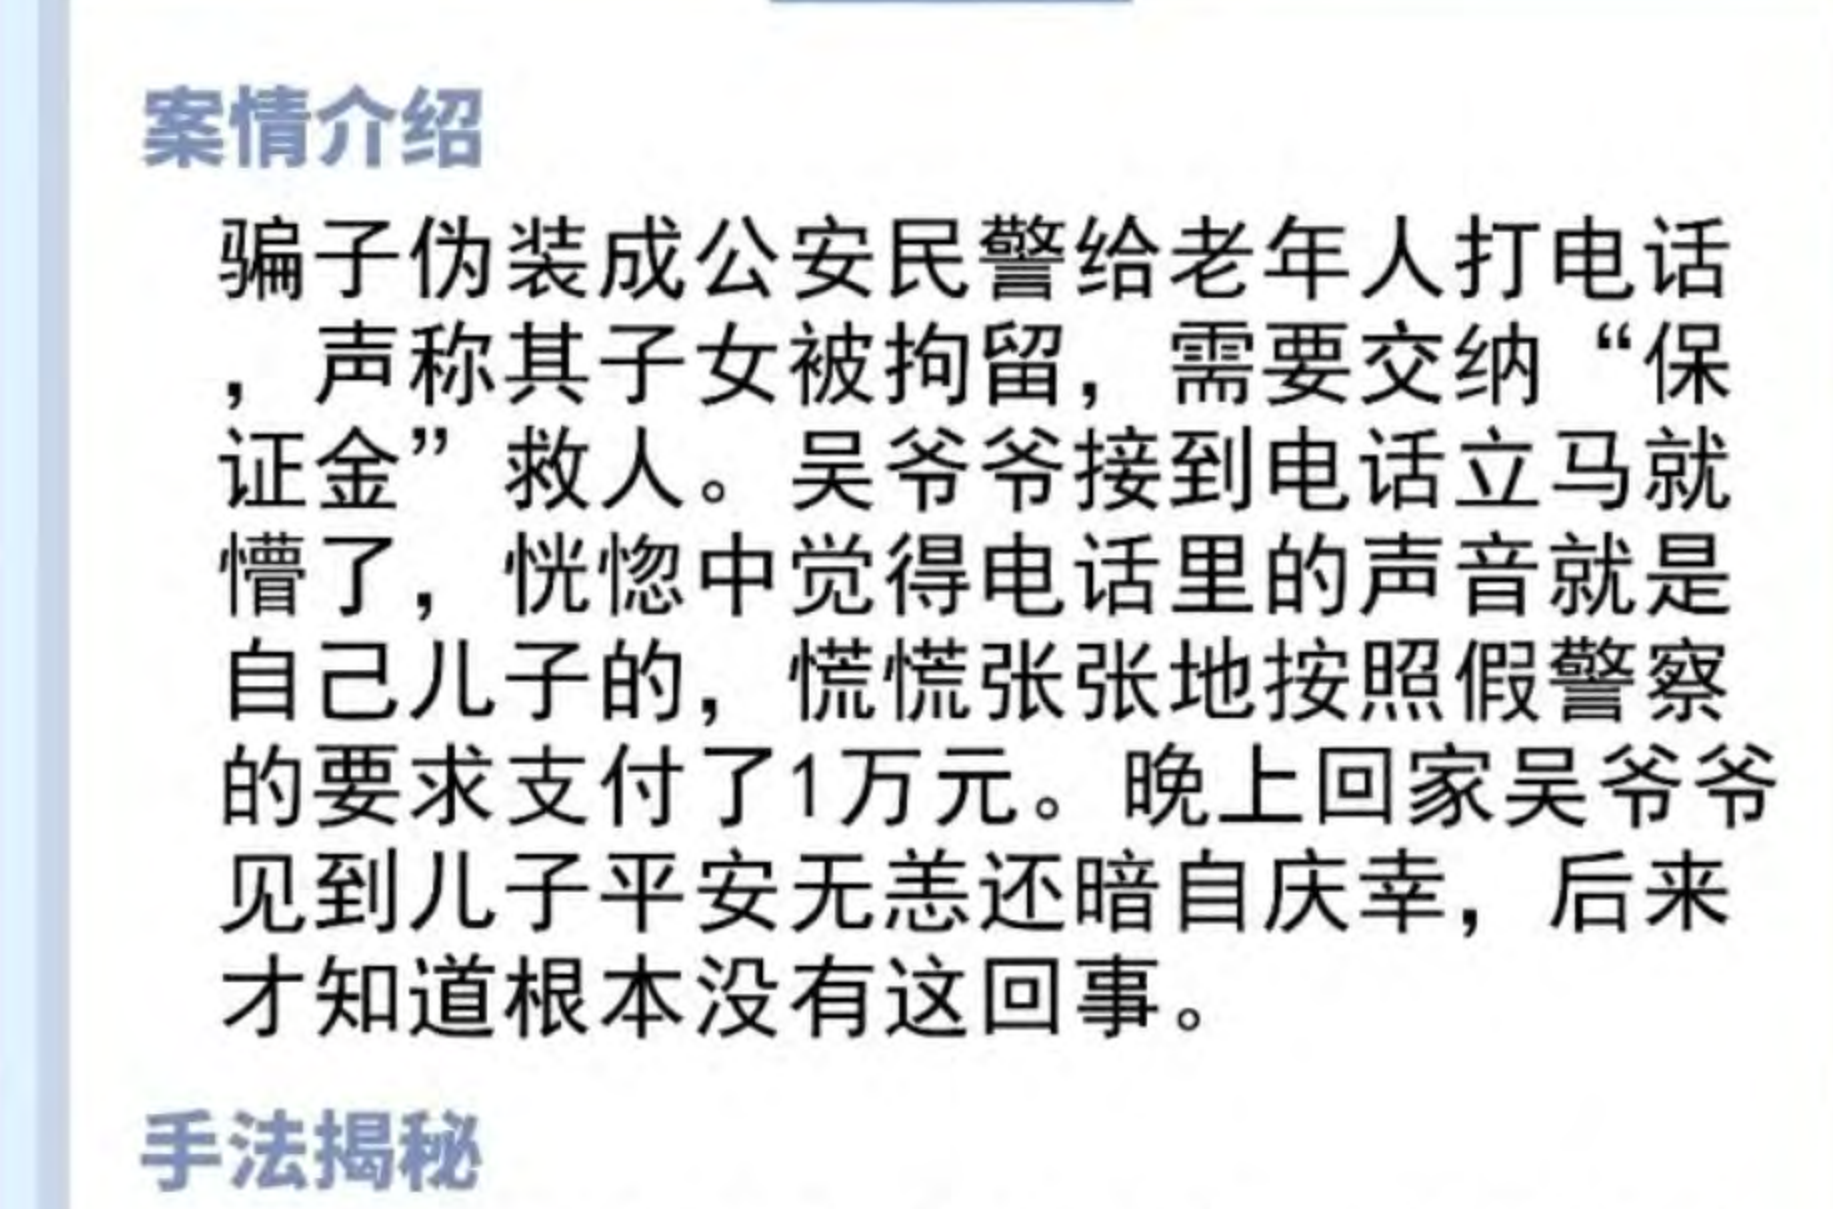 案情介绍
骗子伪装成公安民警给老年人打电话
，声称其子女被拘留，需要交纳“保
证金”救人。吴爷爷接到电话立马就
懵了，恍惚中觉得电话里的声音就是
自己儿子的，慌慌张张地按照假警察
的要求支付了1万元。晚上回家吴爷爷
见到儿子平安无恙还暗自庆幸，后来
才知道根本没有这回事。
手法揭秘